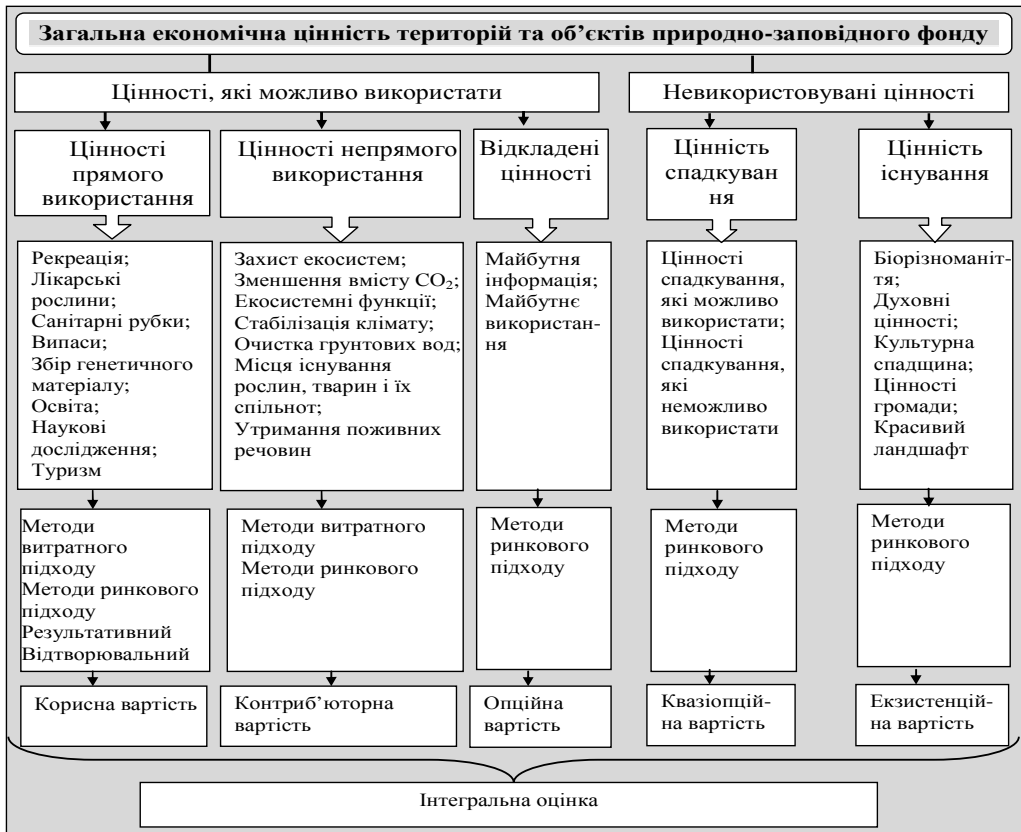 Загальна економічна цінність територій та об’єктів природно-заповідного фонду
Цінності, які можливо використати
Невикористовувані цінності
Цінності
прямого
використання
Цінності непрямого
використання
Відкладені
цінності
Цінність
спадкуван
ня
Цінність
існування
Рекреація;
Лікарські
рослини;
Санітарні рубки;
Випаси;
Збір генетичного
матеріалу;
Освіта;
Наукові
дослідження;
Туризм
Захист екосистем;
Зменшення вмісту CO₂;
Екосистемні функції;
Стабілізація клімату;
Очистка грунтових вод;
Місця існування
рослин, тварин і їх
спільнот;
Утримання поживних
речовин
Майбутня
інформація;
Майбутнє
використан-
ня
Цінності
спадкування,
які можливо
використати;
Цінності
спадкування,
які
неможливо
використати
Біорізноманіт-
тя;
Духовні
цінності;
Культурна
спадщина;
Цінності
громади;
Красивий
ландшафт
Методи
витратного
підходу
Методи ринкового
підходу
Результативний
Відтворювальний
Методи витратного
підходу
Методи ринкового
підходу
Методи
ринкового
підходу
Методи
ринкового
підходу
Методи
ринкового
підходу
Корисна вартість
Контриб’юторна
вартість
Опційна
вартість
Квазіопцій-
на вартість
Екзистенцій-
на вартість
Інтегральна оцінка